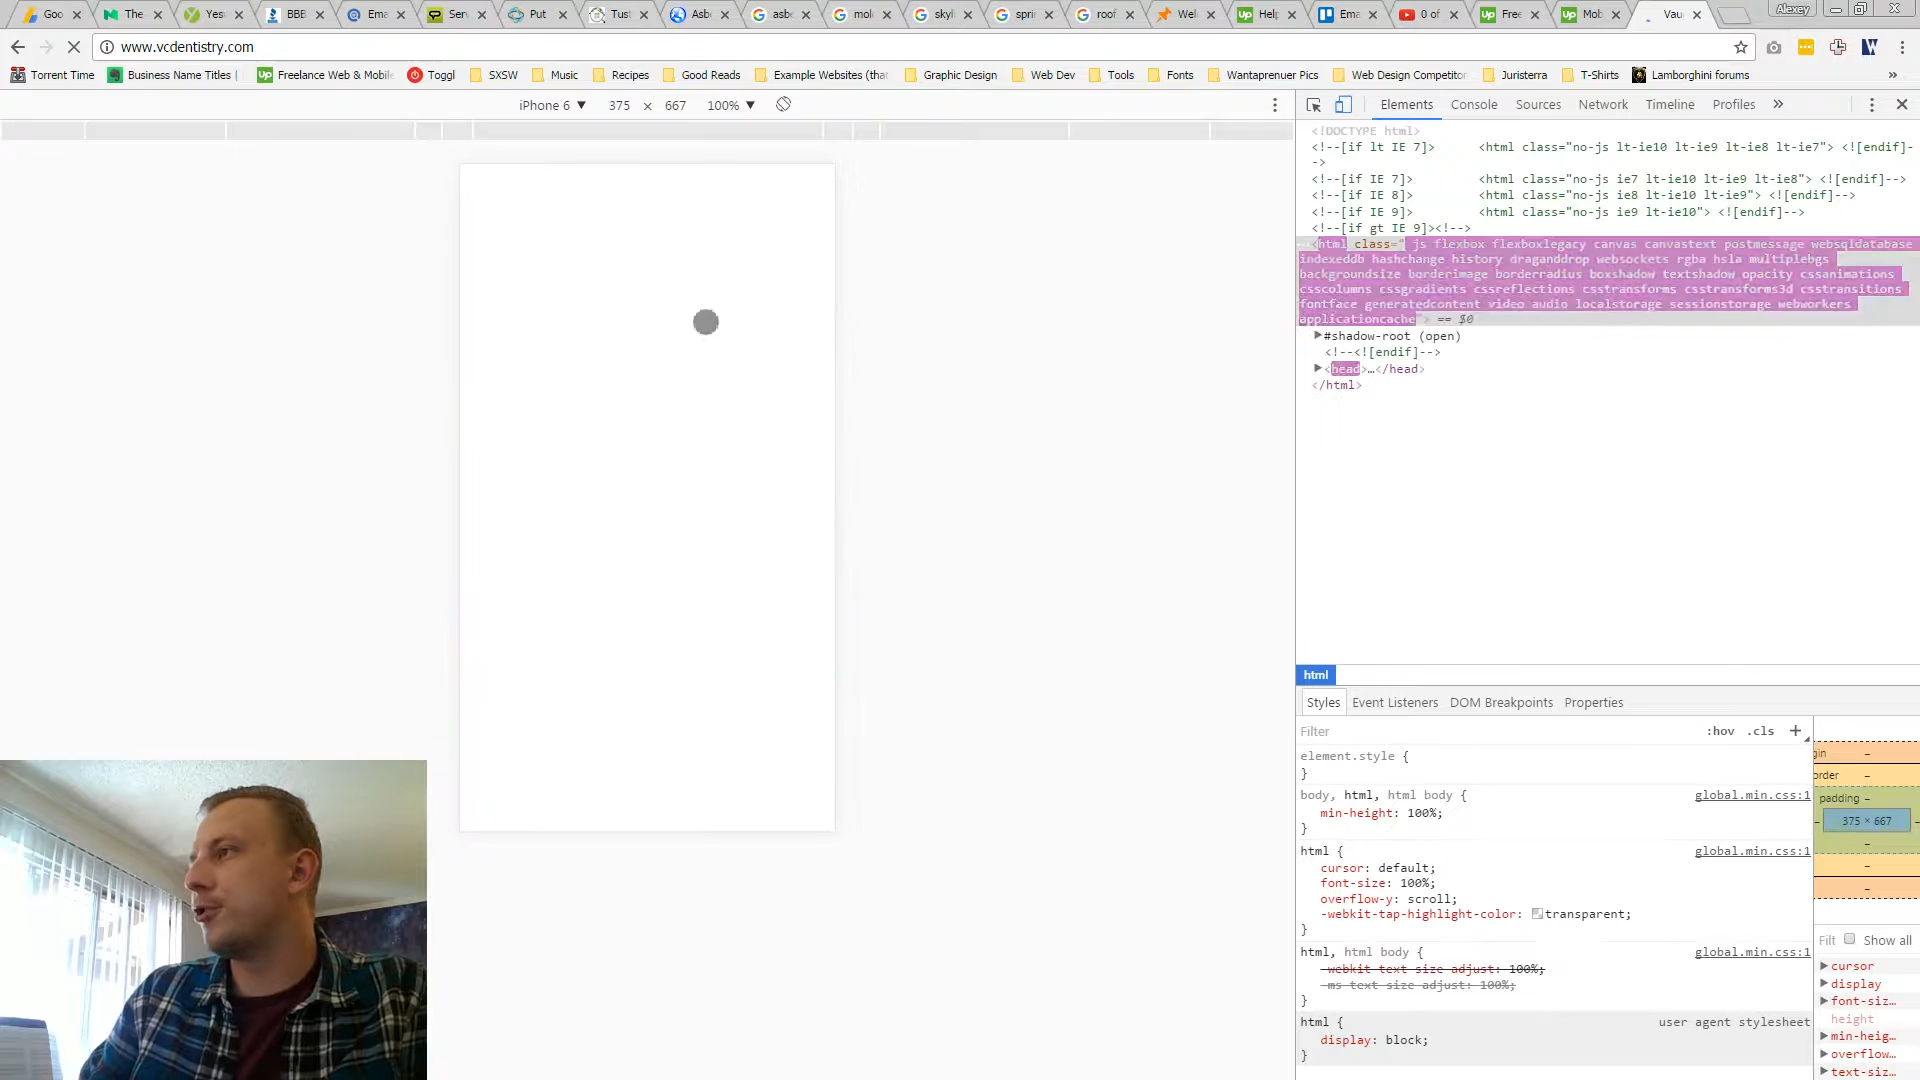 Goo The Yes BBB Ema Ser Put Tus Asb asbe mol skyl spri roof Wel Help Ema 0 of Free Mob Vau Alexey
www.vcdentistry.com
Torrent Time Business Name Titles | Freelance Web & Mobile Toggl SXSW Music Recipes Good Reads Example Websites (that Graphic Design Web Dev Tools Fonts Wantaprenuer Pics Web Design Competitor Juristerra T-Shirts Lamborghini forums »
iPhone 6 ▼ 375 × 667 100% ▼
Elements Console Sources Network Timeline Profiles »
<!DOCTYPE html>
<!--[if lt IE 7]> <html class="no-js lt-ie10 lt-ie9 lt-ie8 lt-ie7"> <![endif]-
->
<!--[if IE 7]> <html class="no-js ie7 lt-ie10 lt-ie9 lt-ie8"> <![endif]-->
<!--[if IE 8]> <html class="no-js ie8 lt-ie10 lt-ie9"> <![endif]-->
<!--[if IE 9]> <html class="no-js ie9 lt-ie10"> <![endif]-->
<!--[if gt IE 9]><!-->
…<html class=" js flexbox flexboxlegacy canvas canvastext postmessage websqldatabase
indexeddb hashchange history draganddrop websockets rgba hsla multiplebgs
backgroundsize borderimage borderradius boxshadow textshadow opacity cssanimations
csscolumns cssgradients cssreflections csstransforms csstransforms3d csstransitions
fontface generatedcontent video audio localstorage sessionstorage webworkers
applicationcache"> == $0
▶#shadow-root (open)
<!--<![endif]-->
▶<head>…</head>
</html>
html
Styles Event Listeners DOM Breakpoints Properties
Filter :hov .cls +
element.style {
}
body, html, html body { global.min.css:1
min-height: 100%;
}
html { global.min.css:1
cursor: default;
font-size: 100%;
overflow-y: scroll;
-webkit-tap-highlight-color: transparent;
}
html, html body { global.min.css:1
-webkit-text-size-adjust: 100%;
-ms-text-size-adjust: 100%;
}
html { user agent stylesheet
display: block;
}
gin –
order –
padding –
– 375 × 667 –
–
–
–
Filt Show all
▶cursor
▶display
▶font-siz…
height
▶min-heig…
▶overflow…
▶text-siz…